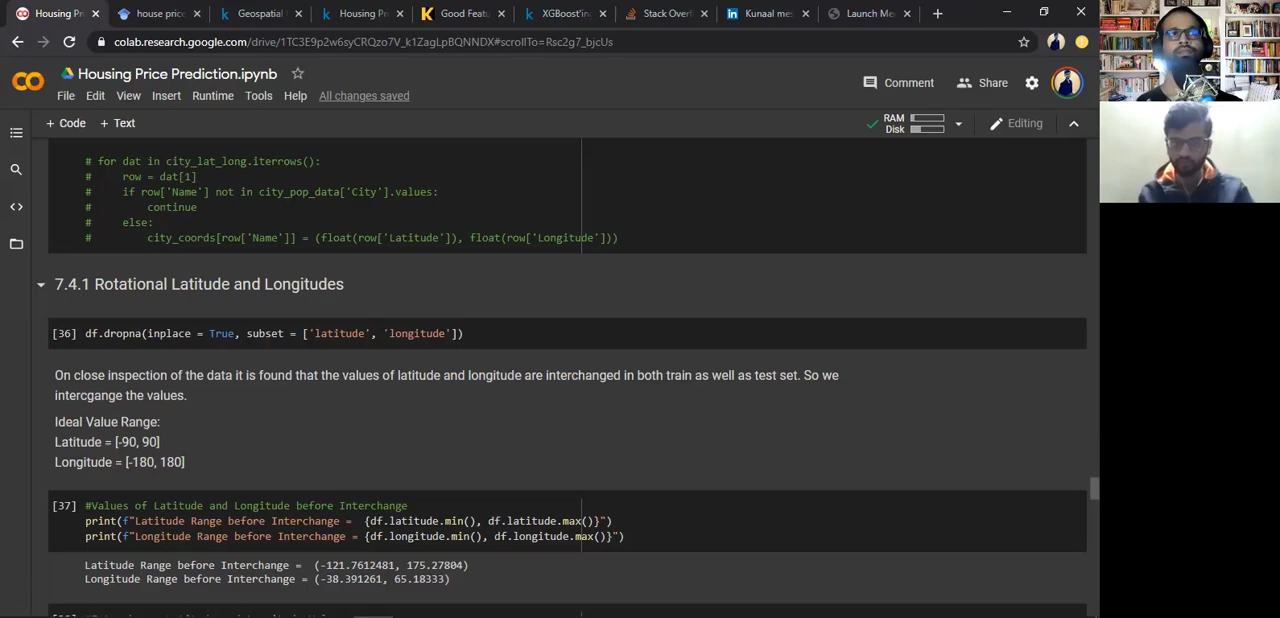 Housing Pr
house price
Geospatial
Housing Pr
Good Featu
XGBoost'in
Stack Overf
Kunaal mes
Launch Me
colab.research.google.com/drive/1TC3E9p2w6syCRQzo7V_k1ZagLpBQNNDX#scrollTo=Rsc2g7_bjcUs
Housing Price Prediction.ipynb
File Edit View Insert Runtime Tools Help All changes saved
Comment Share
+ Code + Text
RAM
Disk
Editing
# for dat in city_lat_long.iterrows():
# row = dat[1]
# if row['Name'] not in city_pop_data['City'].values:
# continue
# else:
# city_coords[row['Name']] = (float(row['Latitude']), float(row['Longitude']))
7.4.1 Rotational Latitude and Longitudes
[36] df.dropna(inplace = True, subset = ['latitude', 'longitude'])
On close inspection of the data it is found that the values of latitude and longitude are interchanged in both train as well as test set. So we
intercgange the values.
Ideal Value Range:
Latitude = [-90, 90]
Longitude = [-180, 180]
[37] #Values of Latitude and Longitude before Interchange
print(f"Latitude Range before Interchange = {df.latitude.min(), df.latitude.max()}")
print(f"Longitude Range before Interchange = {df.longitude.min(), df.longitude.max()}")
Latitude Range before Interchange = (-121.7612481, 175.27804)
Longitude Range before Interchange = (-38.391261, 65.18333)